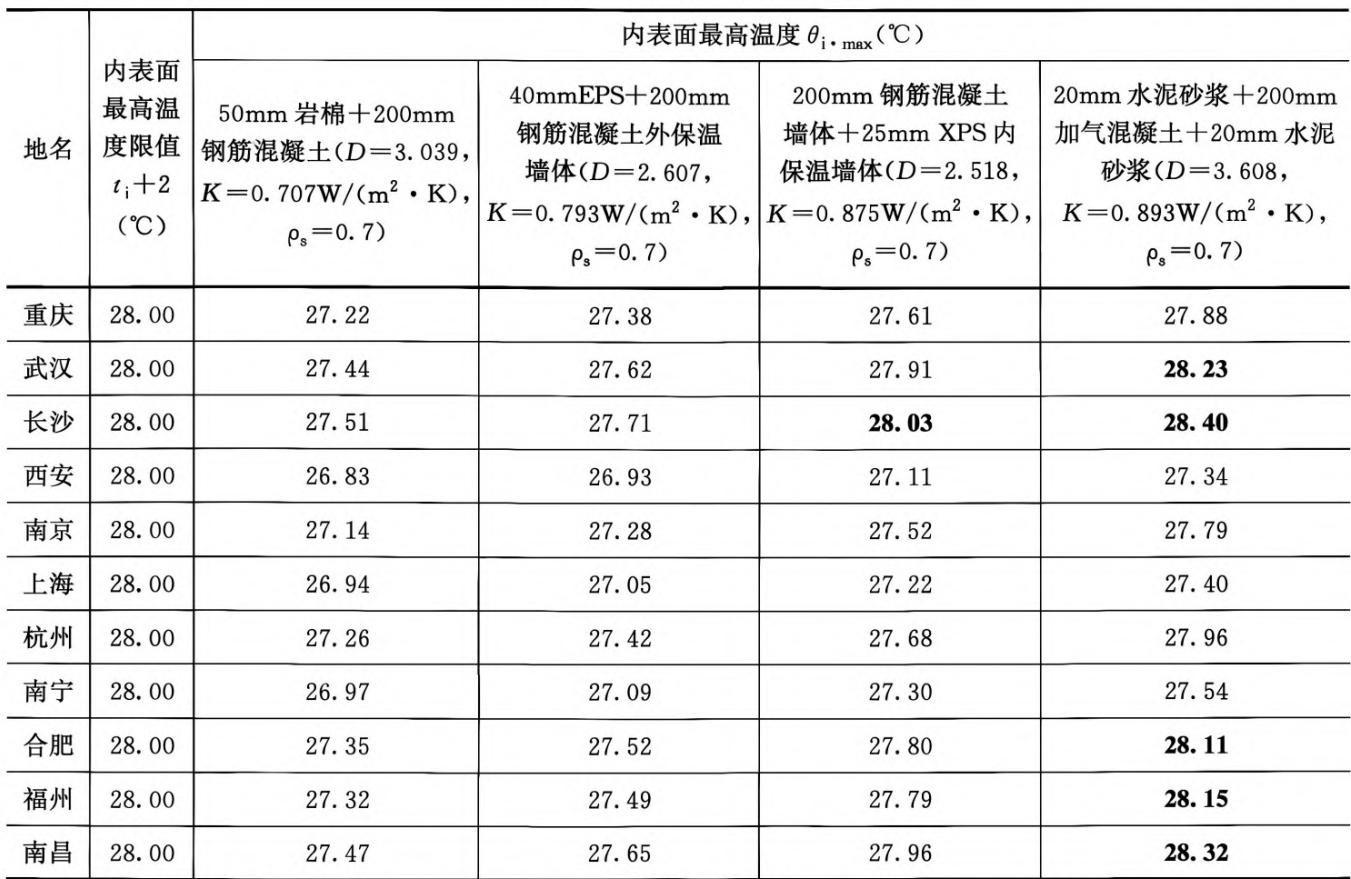 地名
内表面
最高温
度限值
tᵢ+2
(℃)
内表面最高温度 θᵢ.ₘₐₓ(℃)
50mm 岩棉+200mm
钢筋混凝土(D=3.039,
K=0.707W/(m²・K),
ρₛ=0.7)
40mmEPS+200mm
钢筋混凝土外保温
墙体(D=2.607,
K=0.793W/(m²・K),
ρₛ=0.7)
200mm 钢筋混凝土
墙体+25mm XPS 内
保温墙体(D=2.518,
K=0.875W/(m²・K),
ρₛ=0.7)
20mm 水泥砂浆+200mm
加气混凝土+20mm 水泥
砂浆(D=3.608,
K=0.893W/(m²・K),
ρₛ=0.7)
重庆 28.00 27.22 27.38 27.61 27.88
武汉 28.00 27.44 27.62 27.91 28.23
长沙 28.00 27.51 27.71 28.03 28.40
西安 28.00 26.83 26.93 27.11 27.34
南京 28.00 27.14 27.28 27.52 27.79
上海 28.00 26.94 27.05 27.22 27.40
杭州 28.00 27.26 27.42 27.68 27.96
南宁 28.00 26.97 27.09 27.30 27.54
合肥 28.00 27.35 27.52 27.80 28.11
福州 28.00 27.32 27.49 27.79 28.15
南昌 28.00 27.47 27.65 27.96 28.32